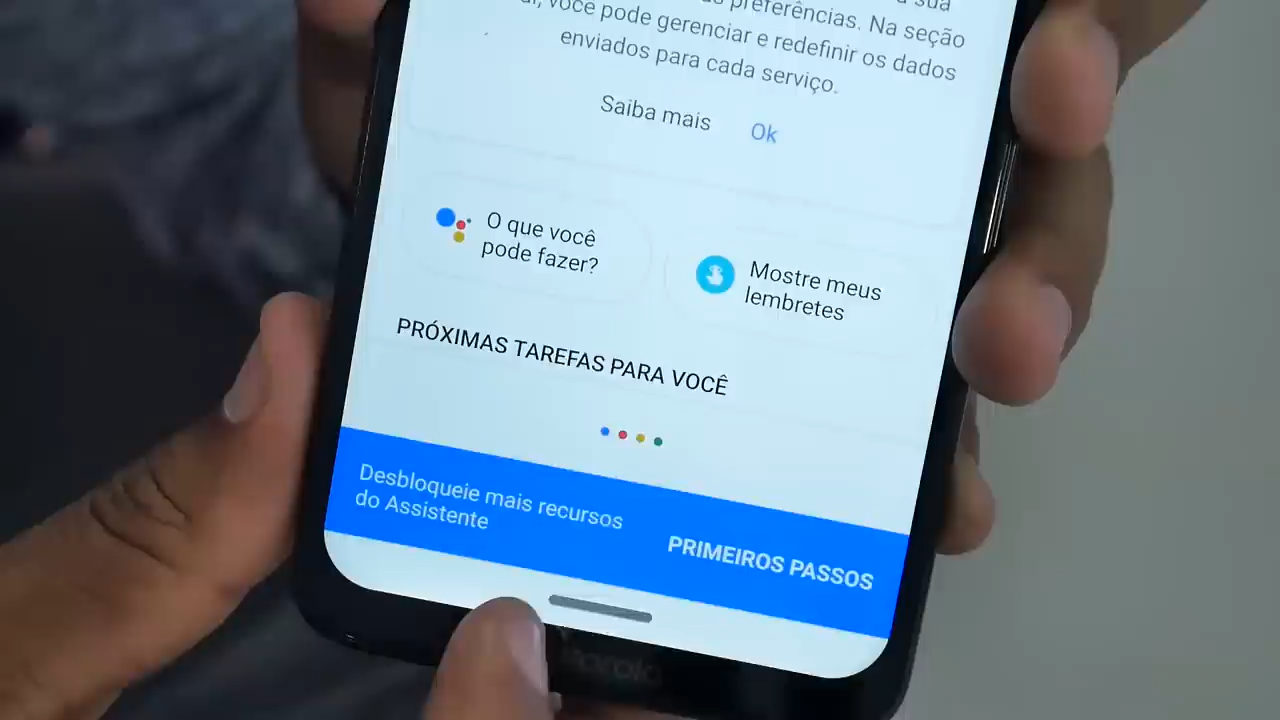 sua
preferências. Na seção
você pode gerenciar e redefinir os dados
enviados para cada serviço.
Saiba mais Ok
O que você
pode fazer?
Mostre meus
lembretes
PRÓXIMAS TAREFAS PARA VOCÊ
Desbloqueie mais recursos
do Assistente
PRIMEIROS PASSOS